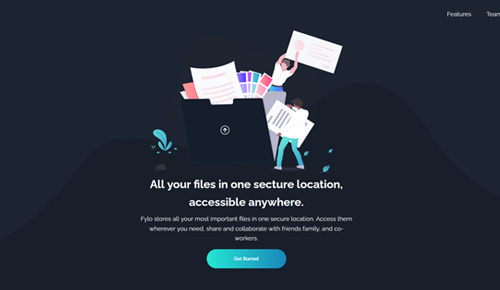 Features Team
All your files in one secture location,
accessible anywhere.
Fylo stores all your most important files in one secture location. Access them
wherever you need, share and collaborate with friends family, and co-
workers.
Get Started